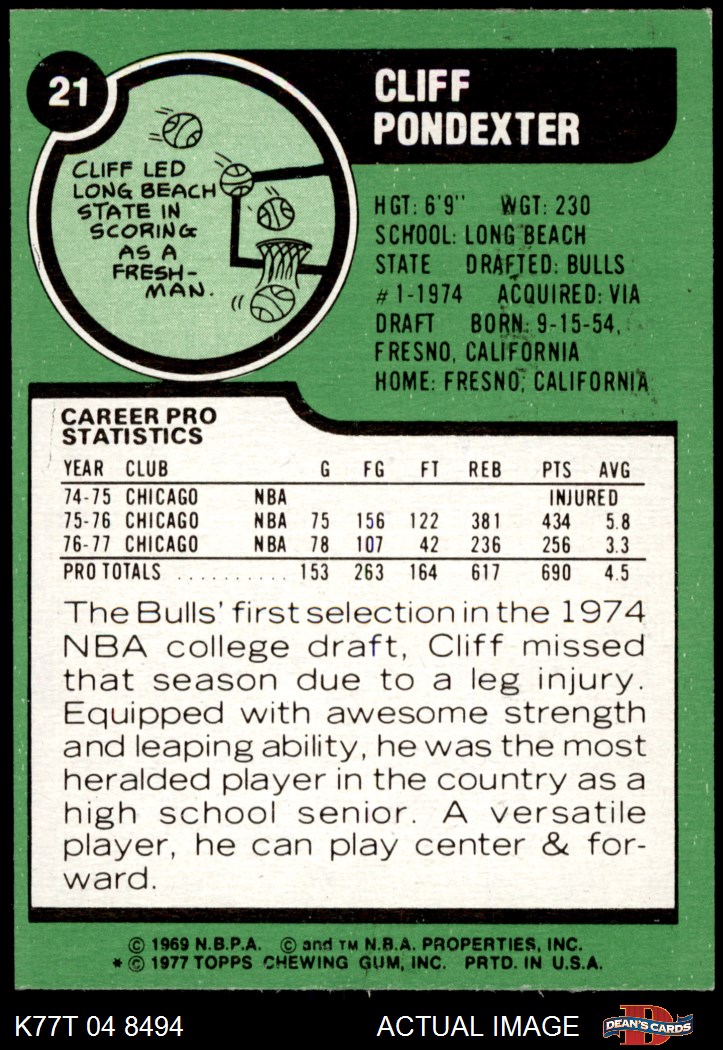 21
CLIFF
PONDEXTER
CLIFF LED
LONG BEACH
STATE IN
SCORING
AS A
FRESH-
MAN.
HGT: 6'9" WGT: 230
SCHOOL: LONG BEACH
STATE DRAFTED: BULLS
#1-1974 ACQUIRED: VIA
DRAFT BORN: 9-15-54,
FRESNO, CALIFORNIA
HOME: FRESNO, CALIFORNIA
CAREER PRO
STATISTICS
YEAR CLUB G FG FT REB PTS AVG
74-75 CHICAGO NBA INJURED
75-76 CHICAGO NBA 75 156 122 381 434 5.8
76-77 CHICAGO NBA 78 107 42 236 256 3.3
PRO TOTALS .......... 153 263 164 617 690 4.5
The Bulls' first selection in the 1974
NBA college draft, Cliff missed
that season due to a leg injury.
Equipped with awesome strength
and leaping ability, he was the most
heralded player in the country as a
high school senior. A versatile
player, he can play center & for-
ward.
© 1969 N.B.P.A. © and TM N.B.A. PROPERTIES, INC.
* © 1977 TOPPS CHEWING GUM, INC. PRTD. IN U.S.A.
K77T 04 8494 ACTUAL IMAGE D DEAN'S CARDS